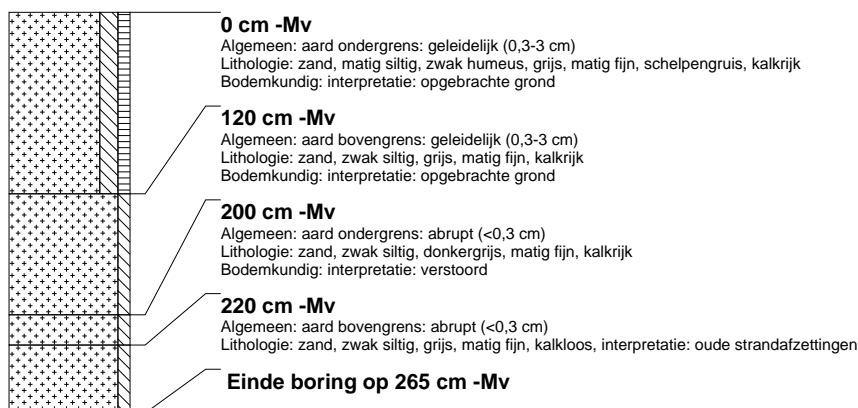 0 cm -Mv
Algemeen: aard ondergrens: geleidelijk (0,3-3 cm)
Lithologie: zand, matig siltig, zwak humeus, grijs, matig fijn, schelpengruis, kalkrijk
Bodemkundig: interpretatie: opgebrachte grond
120 cm -Mv
Algemeen: aard bovengrens: geleidelijk (0,3-3 cm)
Lithologie: zand, zwak siltig, grijs, matig fijn, kalkrijk
Bodemkundig: interpretatie: opgebrachte grond
200 cm -Mv
Algemeen: aard ondergrens: abrupt (<0,3 cm)
Lithologie: zand, zwak siltig, donkergrijs, matig fijn, kalkrijk
Bodemkundig: interpretatie: verstoord
220 cm -Mv
Algemeen: aard bovengrens: abrupt (<0,3 cm)
Lithologie: zand, zwak siltig, grijs, matig fijn, kalkloos, interpretatie: oude strandafzettingen
Einde boring op 265 cm -Mv